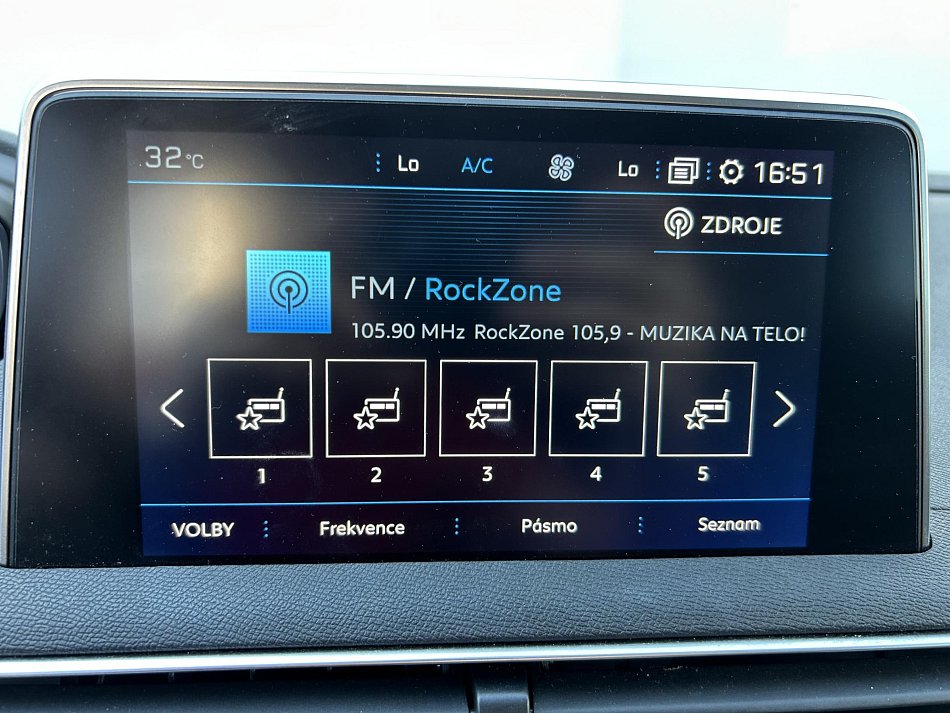 32°C Lo A/C Lo 16:51
ZDROJE
FM / RockZone
105.90 MHz RockZone 105,9 - MUZIKA NA TELO!
1 2 3 4 5
VOLBY Frekvence Pásmo Seznam